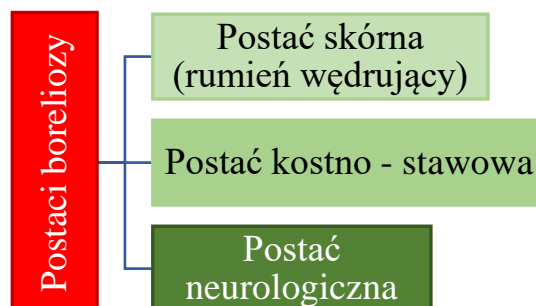 Postaci boreliozy
Postać skórna
(rumień wędrujący)
Postać kostno - stawowa
Postać
neurologiczna